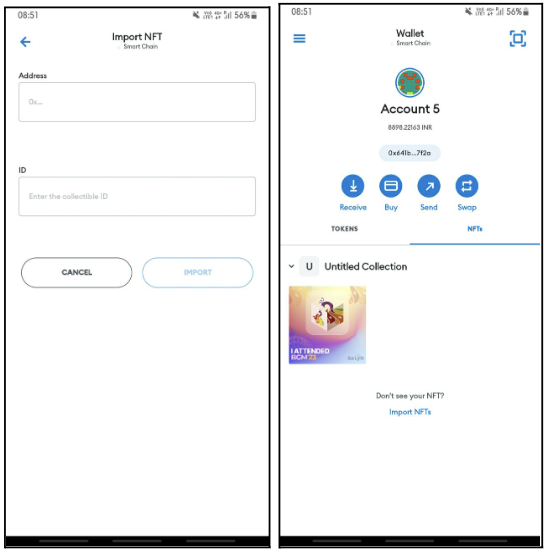 08:51
56%
Import NFT
Smart Chain
Address
0x...
ID
Enter the collectible ID
CANCEL
IMPORT
08:51
56%
Wallet
Smart Chain
Account 5
8898.22163 INR
0x641b...7f2a
Receive
Buy
Send
Swap
TOKENS
NFTs
U Untitled Collection
I ATTENDED
BGM'23
Don't see your NFT?
Import NFTs